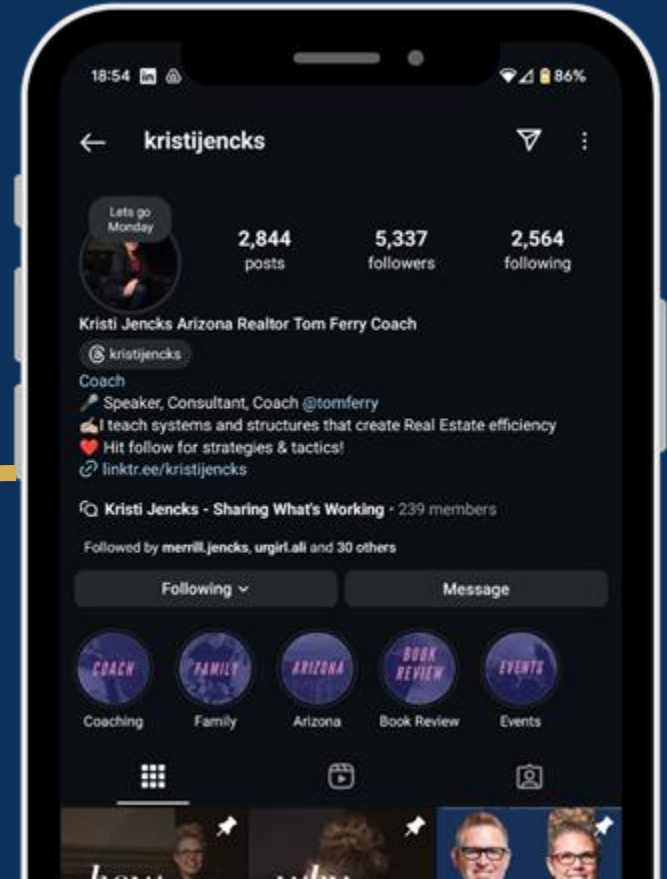 18:54 86%
kristijencks
Lets go
Monday
2,844 5,337 2,564
posts followers following
Kristi Jencks Arizona Realtor Tom Ferry Coach
kristijencks
Coach
🎤 Speaker, Consultant, Coach @tomferry
✍🏻I teach systems and structures that create Real Estate efficiency
❤️ Hit follow for strategies & tactics!
linktr.ee/kristijencks
Kristi Jencks - Sharing What's Working • 239 members
Followed by merrill.jencks, urgirl.ali and 30 others
Following Message
COACH FAMILY ARIZONA BOOK REVIEW EVENTS
Coaching Family Arizona Book Review Events